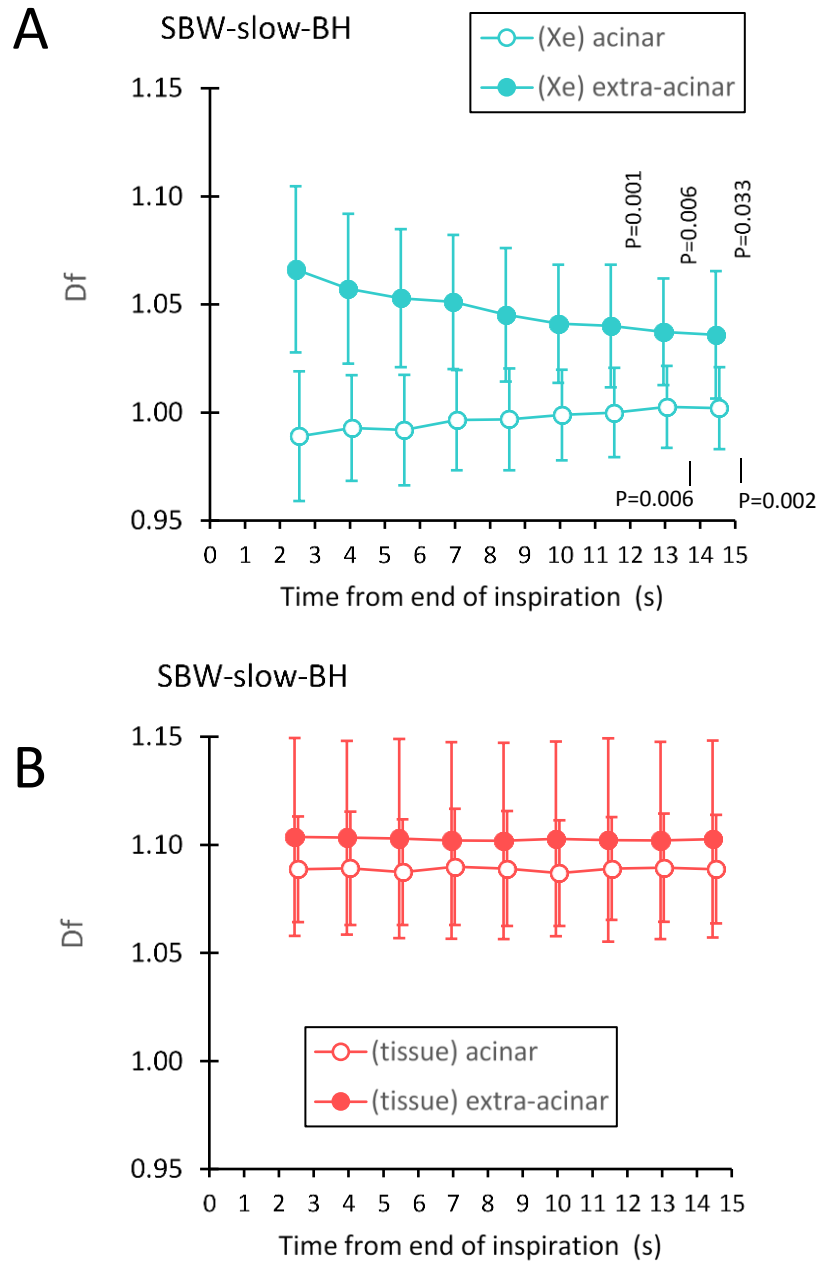 A
SBW-slow-BH
(Xe) acinar
(Xe) extra-acinar
1.15
1.10
1.05
1.00
0.95
Df
P=0.001
P=0.006
P=0.033
P=0.006
P=0.002
0 1 2 3 4 5 6 7 8 9 10 11 12 13 14 15
Time from end of inspiration (s)
SBW-slow-BH
B
1.15
1.10
1.05
1.00
0.95
Df
(tissue) acinar
(tissue) extra-acinar
0 1 2 3 4 5 6 7 8 9 10 11 12 13 14 15
Time from end of inspiration (s)